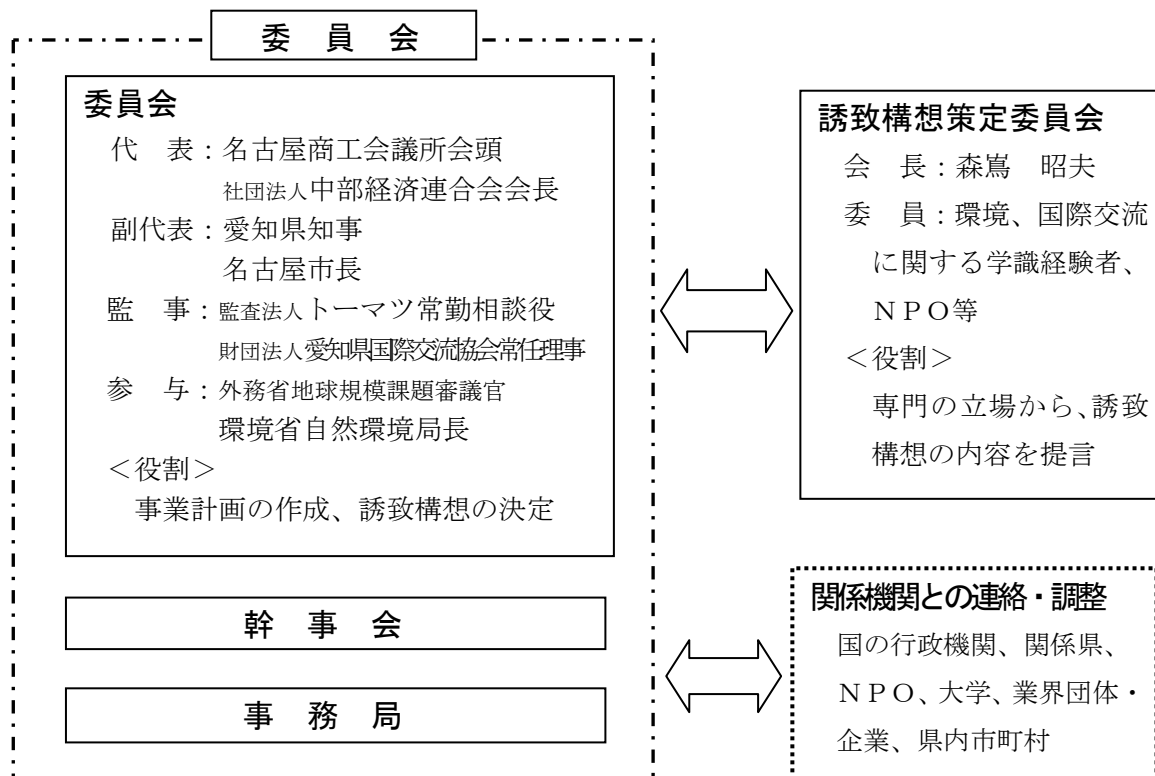 委　員　会
委員会
代　表：名古屋商工会議所会頭
社団法人中部経済連合会会長
副代表：愛知県知事
名古屋市長
監　事：監査法人トーマツ常勤相談役
財団法人愛知県国際交流協会常任理事
参　与：外務省地球規模課題審議官
環境省自然環境局長
＜役割＞
事業計画の作成、誘致構想の決定
幹　事　会
事　務　局
誘致構想策定委員会
会　長：森嶌　昭夫
委　員：環境、国際交流
に関する学識経験者、
ＮＰＯ等
＜役割＞
専門の立場から、誘致
構想の内容を提言
関係機関との連絡・調整
国の行政機関、関係県、
ＮＰＯ、大学、業界団体・
企業、県内市町村